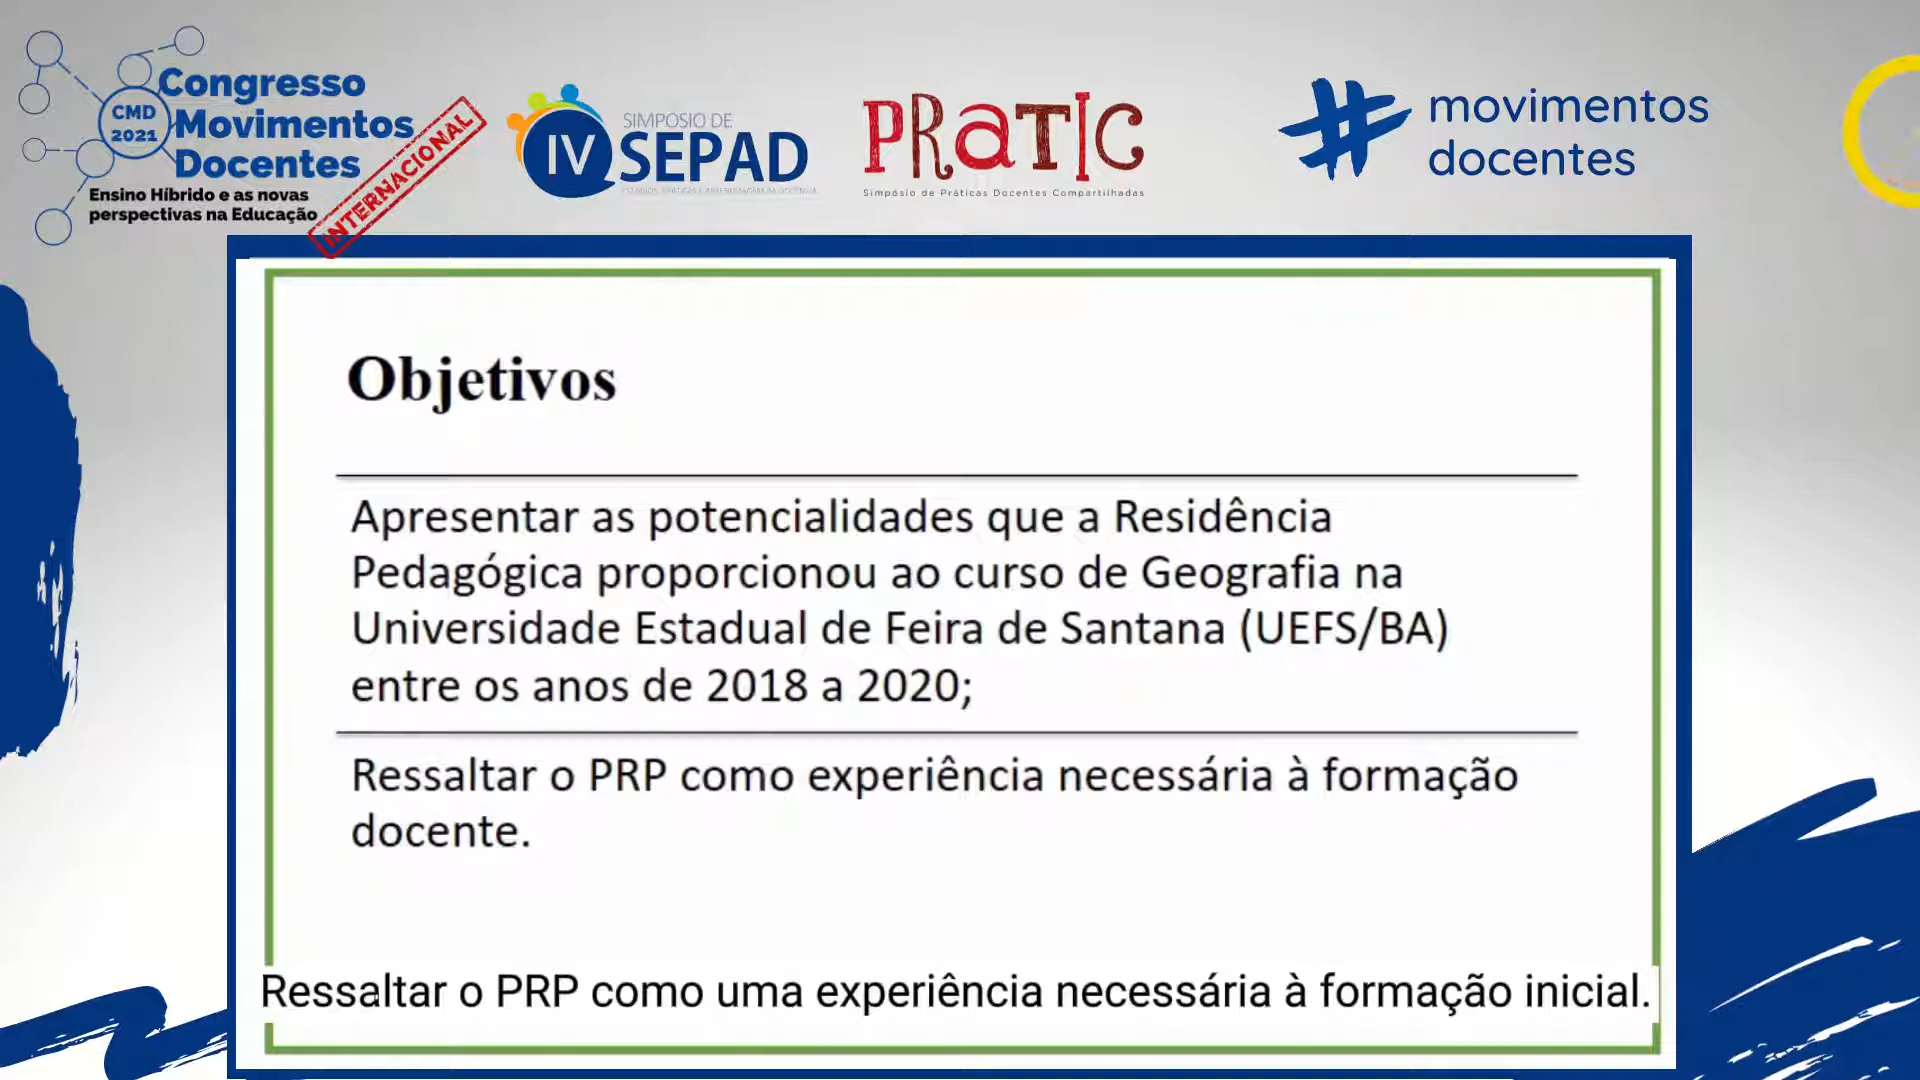 CMD
2021
Congresso
Movimentos
Docentes
Ensino Híbrido e as novas
perspectivas na Educação
INTERNACIONAL
IV
SIMPÓSIO DE
SEPAD
PRATIC
Simpósio de Práticas Docentes Compartilhadas
# movimentos
docentes
Objetivos
Apresentar as potencialidades que a Residência
Pedagógica proporcionou ao curso de Geografia na
Universidade Estadual de Feira de Santana (UEFS/BA)
entre os anos de 2018 a 2020;
Ressaltar o PRP como experiência necessária à formação
docente.
Ressaltar o PRP como uma experiência necessária à formação inicial.